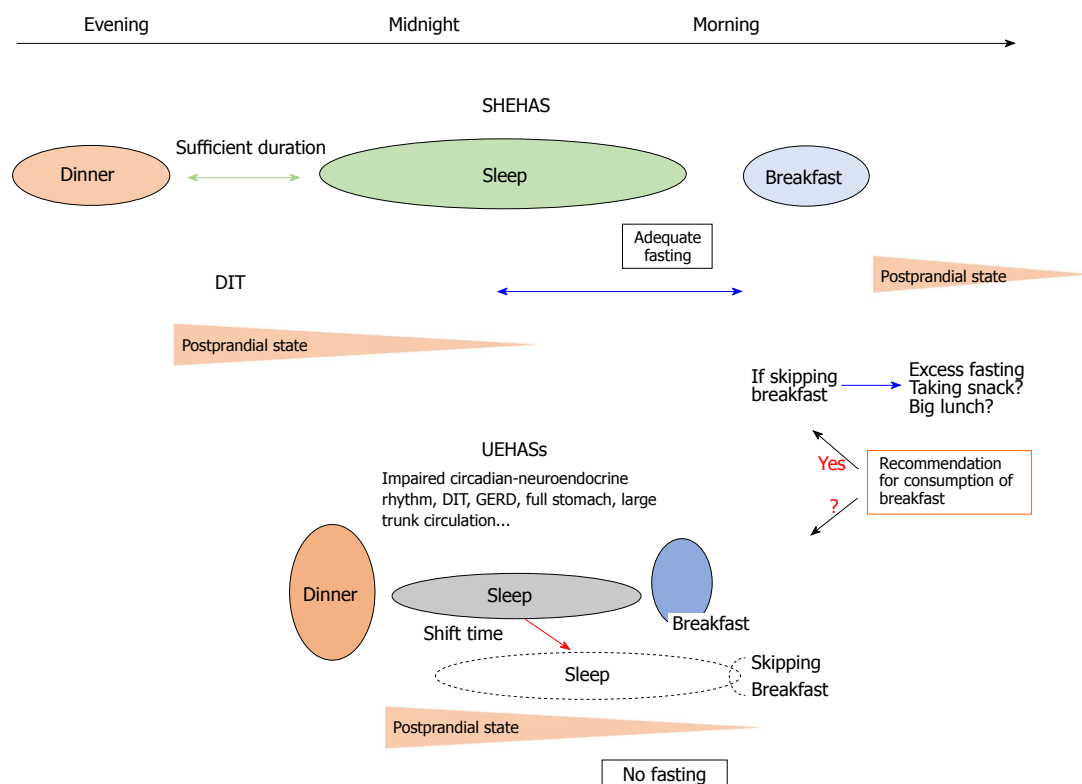 Evening
Midnight
Morning
SHEHAS
Dinner
Sufficient duration
Sleep
Breakfast
Adequate
fasting
DIT
Postprandial state
Postprandial state
If skipping
breakfast
Excess fasting
Taking snack?
Big lunch?
Yes
?
Recommendation
for consumption of
breakfast
UEHASs
Impaired circadian-neuroendocrine
rhythm, DIT, GERD, full stomach, large
trunk circulation...
Dinner
Sleep
Breakfast
Shift time
Sleep
Skipping
Breakfast
Postprandial state
No fasting